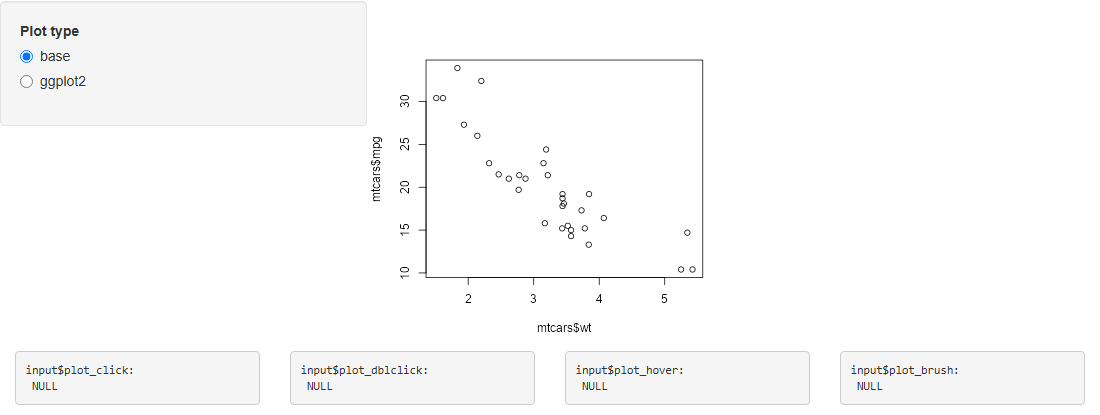 Plot type
base
ggplot2
mtcars$mpg
30
25
20
15
10
2 3 4 5
mtcars$wt
input$plot_click:
NULL
input$plot_dblclick:
NULL
input$plot_hover:
NULL
input$plot_brush:
NULL